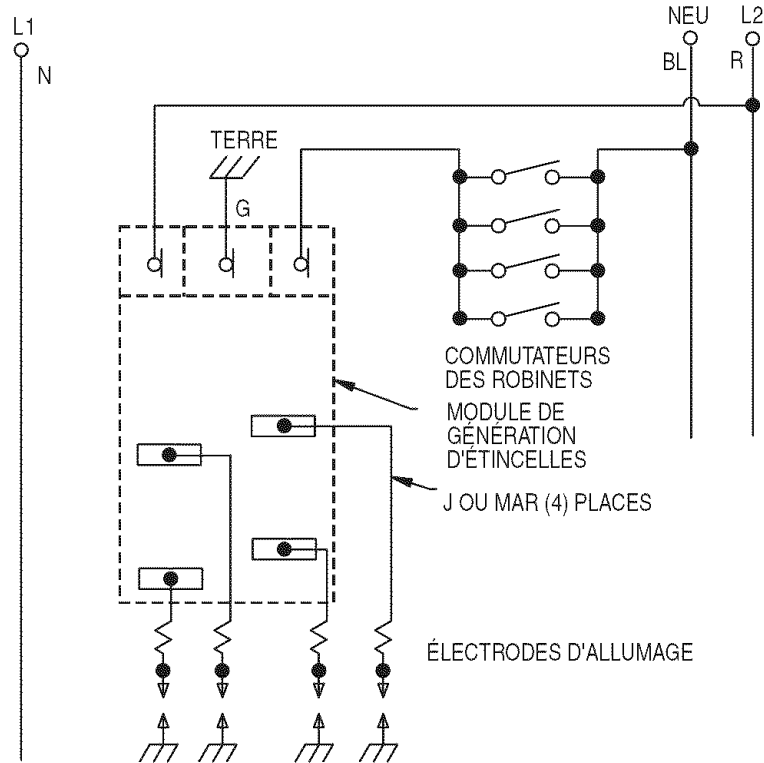 L1
N
NEU
L2
BL
R
TERRE
G
COMMUTATEURS
DES ROBINETS
MODULE DE
GÉNÉRATION
D'ÉTINCELLES
J OU MAR (4) PLACES
ÉLECTRODES D'ALLUMAGE